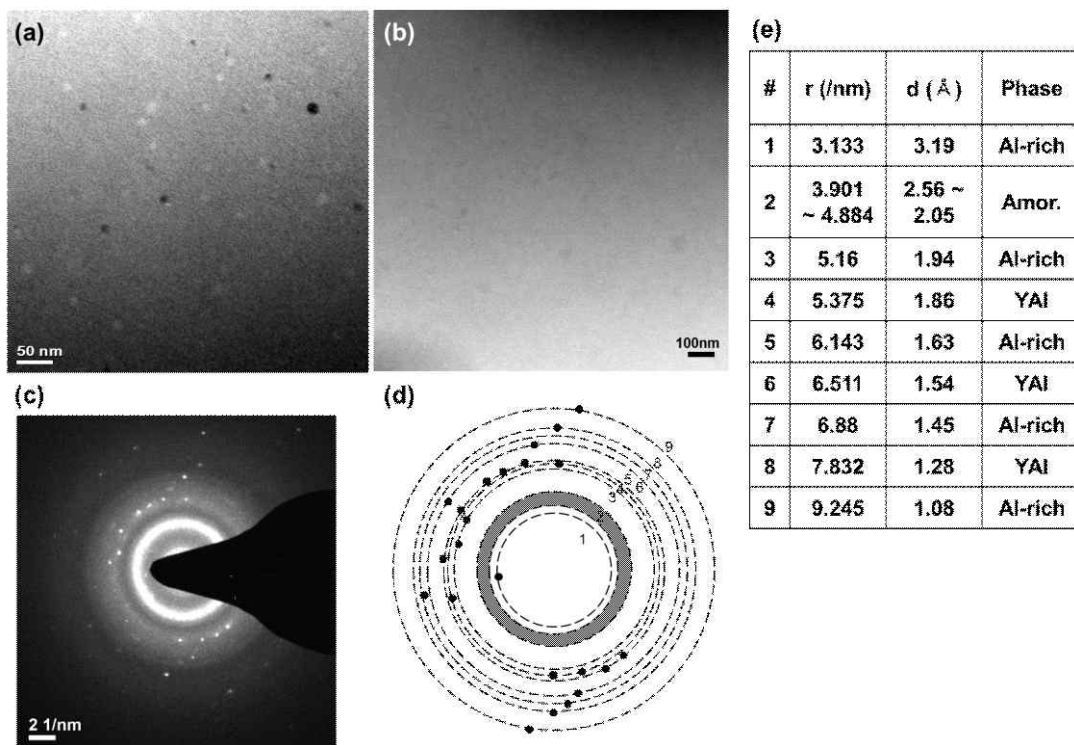 (a)
50 nm
(b)
100nm
(c)
2 1/nm
(d)
1
3
4
5
6
7
8
9
(e)
# r (/nm) d (Å) Phase
1 3.133 3.19 Al-rich
2 3.901 ~ 4.884 2.56 ~ 2.05 Amor.
3 5.16 1.94 Al-rich
4 5.375 1.86 YAl
5 6.143 1.63 Al-rich
6 6.511 1.54 YAl
7 6.88 1.45 Al-rich
8 7.832 1.28 YAl
9 9.245 1.08 Al-rich